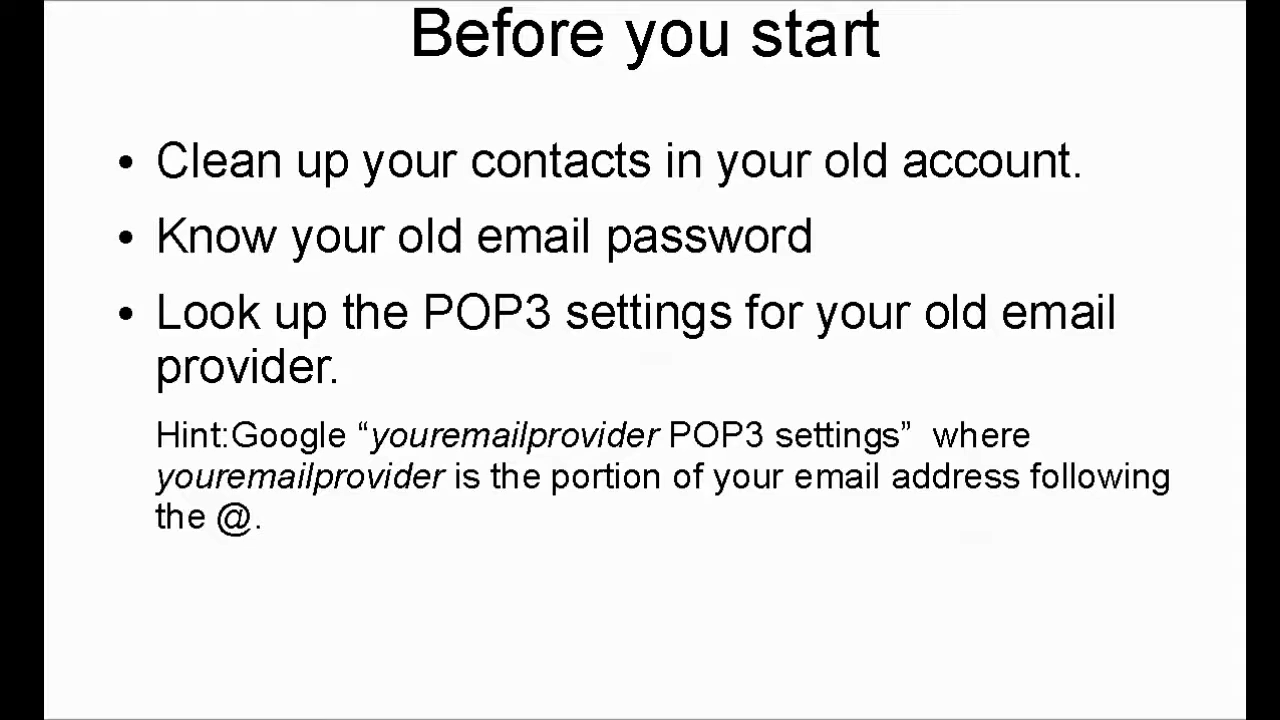 Before you start
• Clean up your contacts in your old account.
• Know your old email password
• Look up the POP3 settings for your old email
provider.
Hint:Google “youremailprovider POP3 settings”  where
youremailprovider is the portion of your email address following
the @.